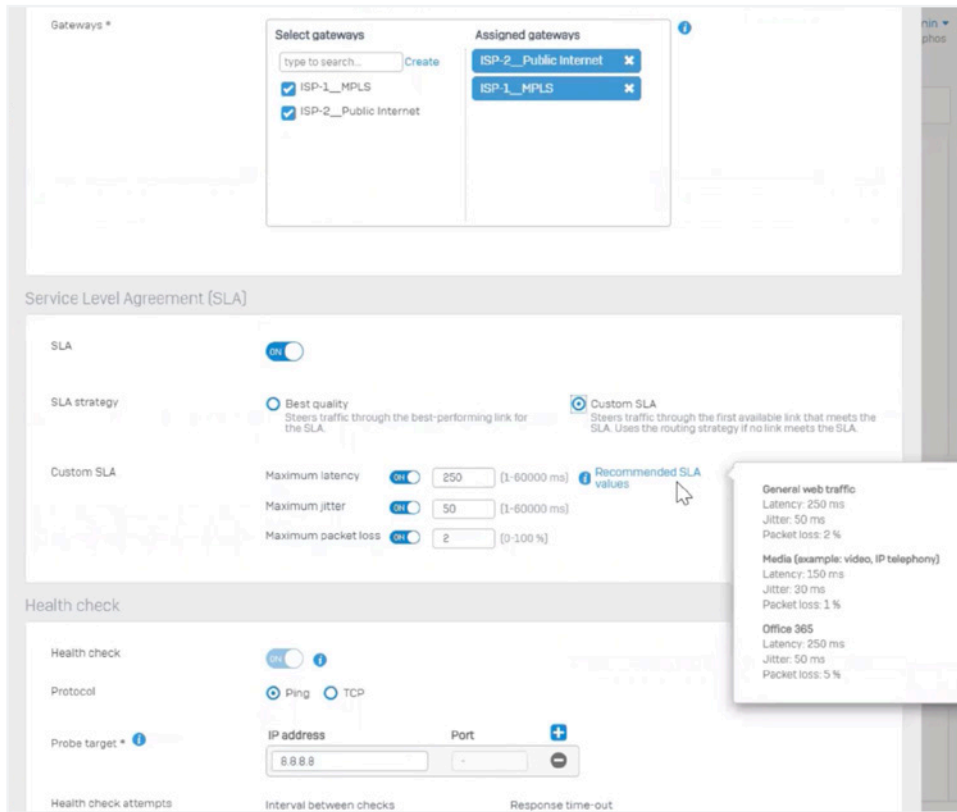 Gateways *
Select gateways
Assigned gateways
type to search...
Create
ISP-1__MPLS
ISP-2__Public Internet
ISP-2__Public Internet
ISP-1__MPLS
phos
Service Level Agreement (SLA)
SLA
ON
SLA strategy
Best quality
Steers traffic through the best-performing link for
the SLA.
Custom SLA
Steers traffic through the first available link that meets the
SLA. Uses the routing strategy if no link meets the SLA.
Custom SLA
Maximum latency ON 250 (1-60000 ms)
Recommended SLA
values
Maximum jitter ON 50 (1-60000 ms)
Maximum packet loss ON 2 (0-100 %)
General web traffic
Latency: 250 ms
Jitter: 50 ms
Packet loss: 2 %
Media (example: video, IP telephony)
Latency: 150 ms
Jitter: 30 ms
Packet loss: 1 %
Office 365
Latency: 250 ms
Jitter: 50 ms
Packet loss: 5 %
Health check
Health check
ON
Protocol
Ping
TCP
Probe target *
IP address
Port
8.8.8.8
-
Health check attempts
Interval between checks
Response time-out